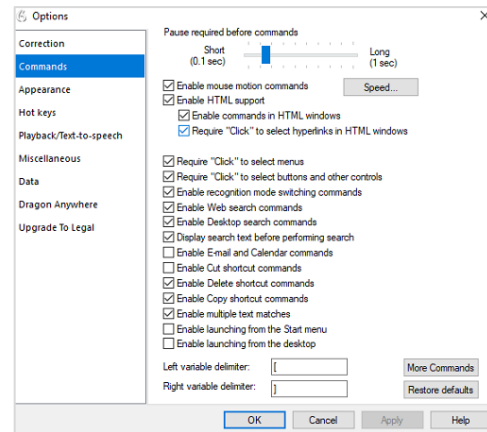 Options
Correction
Commands
Appearance
Hot keys
Playback/Text-to-speech
Miscellaneous
Data
Dragon Anywhere
Upgrade To Legal
Pause required before commands
Short
(0.1 sec)
Long
(1 sec)
Enable mouse motion commands
Speed...
Enable HTML support
Enable commands in HTML windows
Require "Click" to select hyperlinks in HTML windows
Require "Click" to select menus
Require "Click" to select buttons and other controls
Enable recognition mode switching commands
Enable Web search commands
Enable Desktop search commands
Display search text before performing search
Enable E-mail and Calendar commands
Enable Cut shortcut commands
Enable Delete shortcut commands
Enable Copy shortcut commands
Enable multiple text matches
Enable launching from the Start menu
Enable launching from the desktop
Left variable delimiter: [
More Commands
Right variable delimiter: ]
Restore defaults
OK Cancel Apply Help